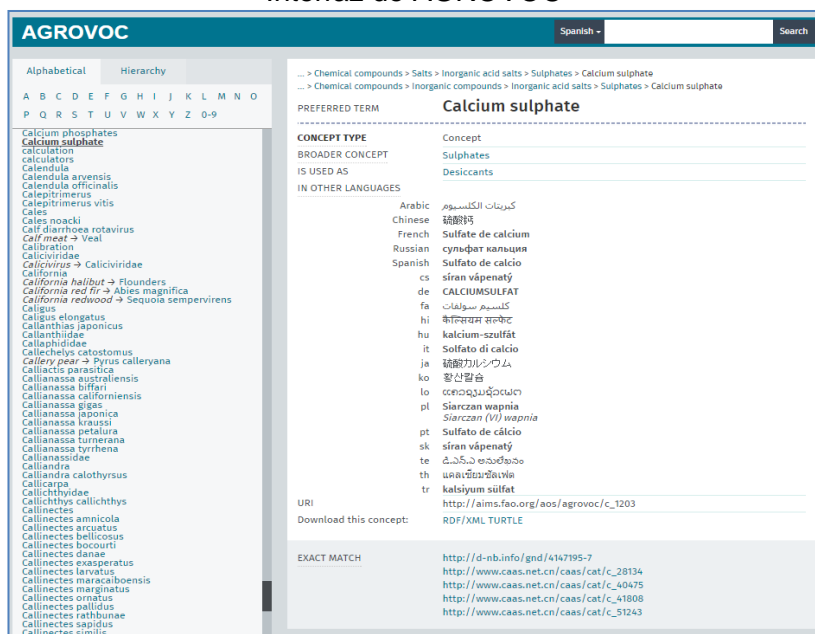 AGROVOC
Spanish
Search
Alphabetical Hierarchy
A B C D E F G H I J K L M N O
P Q R S T U V W X Y Z 0-9
Calcium phosphates
Calcium sulphate
calculation
calculators
Calendula
Calendula arvensis
Calendula officinalis
Calepitrimerus
Calepitrimerus vitis
Cales
Cales noacki
Calf diarrhoea rotavirus
Calf meat → Veal
Calibration
Caliciviridae
Calicivirus → Caliciviridae
California
California halibut → Flounders
California red fir → Abies magnifica
California redwood → Sequoia sempervirens
Caligus
Caligus elongatus
Callanthias japonicus
Callanthiidae
Callaphididae
Callechelys catostomus
Callery pear → Pyrus calleryana
Calliactis parasitica
Callianassa australiensis
Callianassa biffari
Callianassa californiensis
Callianassa gigas
Callianassa japonica
Callianassa kraussi
Callianassa petalura
Callianassa turnerana
Callianassa tyrrhena
Callianassidae
Calliandra
Calliandra calothyrsus
Callicarpa
Callichthyidae
Callichthys callichthys
Callinectes
Callinectes amnicola
Callinectes arcuatus
Callinectes bellicosus
Callinectes bocourti
Callinectes danae
Callinectes exasperatus
Callinectes larvatus
Callinectes maracaiboensis
Callinectes marginatus
Callinectes ornatus
Callinectes pallidus
Callinectes rathbunae
Callinectes sapidus
Callinectes similis
... > Chemical compounds > Salts > Inorganic acid salts > Sulphates > Calcium sulphate
... > Chemical compounds > Inorganic compounds > Inorganic acid salts > Sulphates > Calcium sulphate
PREFERRED TERM Calcium sulphate
CONCEPT TYPE Concept
BROADER CONCEPT Sulphates
IS USED AS Desiccants
IN OTHER LANGUAGES
Arabic كبريتات الكلسيوم
Chinese 硫酸钙
French Sulfate de calcium
Russian сульфат кальция
Spanish Sulfato de calcio
cs síran vápenatý
de CALCIUMSULFAT
fa کلسیم سولفات
hi कैल्सियम सल्फेट
hu kalcium-szulfát
it Solfato di calcio
ja 硫酸カルシウム
ko 황산칼슘
lo
pl Siarczan wapnia
Siarczan (VI) wapnia
pt Sulfato de cálcio
sk síran vápenatý
te
th แคลเซียมซัลเฟต
tr kalsiyum sülfat
URI http://aims.fao.org/aos/agrovoc/c_1203
Download this concept: RDF/XML TURTLE
EXACT MATCH http://d-nb.info/gnd/4147195-7
http://www.caas.net.cn/caas/cat/c_28134
http://www.caas.net.cn/caas/cat/c_40475
http://www.caas.net.cn/caas/cat/c_41808
http://www.caas.net.cn/caas/cat/c_51243